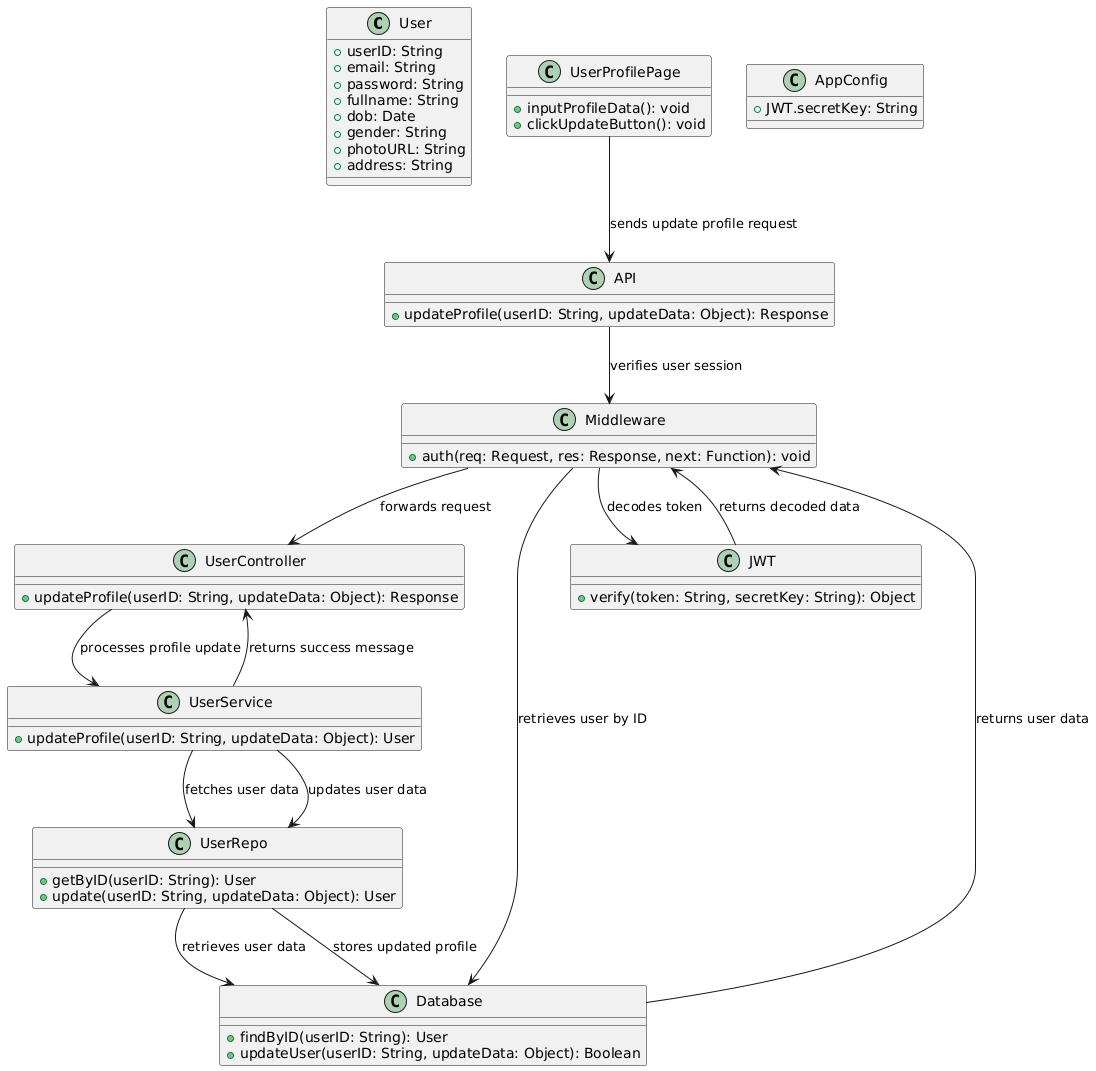 C User
userID: String
email: String
password: String
fullname: String
dob: Date
gender: String
photoURL: String
address: String
C UserProfilePage
inputProfileData(): void
clickUpdateButton(): void
C AppConfig
JWT.secretKey: String
sends update profile request
C API
updateProfile(userID: String, updateData: Object): Response
verifies user session
C Middleware
auth(req: Request, res: Response, next: Function): void
forwards request
decodes token
returns decoded data
C UserController
updateProfile(userID: String, updateData: Object): Response
C JWT
verify(token: String, secretKey: String): Object
processes profile update
returns success message
C UserService
updateProfile(userID: String, updateData: Object): User
retrieves user by ID
returns user data
fetches user data
updates user data
C UserRepo
getByID(userID: String): User
update(userID: String, updateData: Object): User
retrieves user data
stores updated profile
C Database
findByID(userID: String): User
updateUser(userID: String, updateData: Object): Boolean